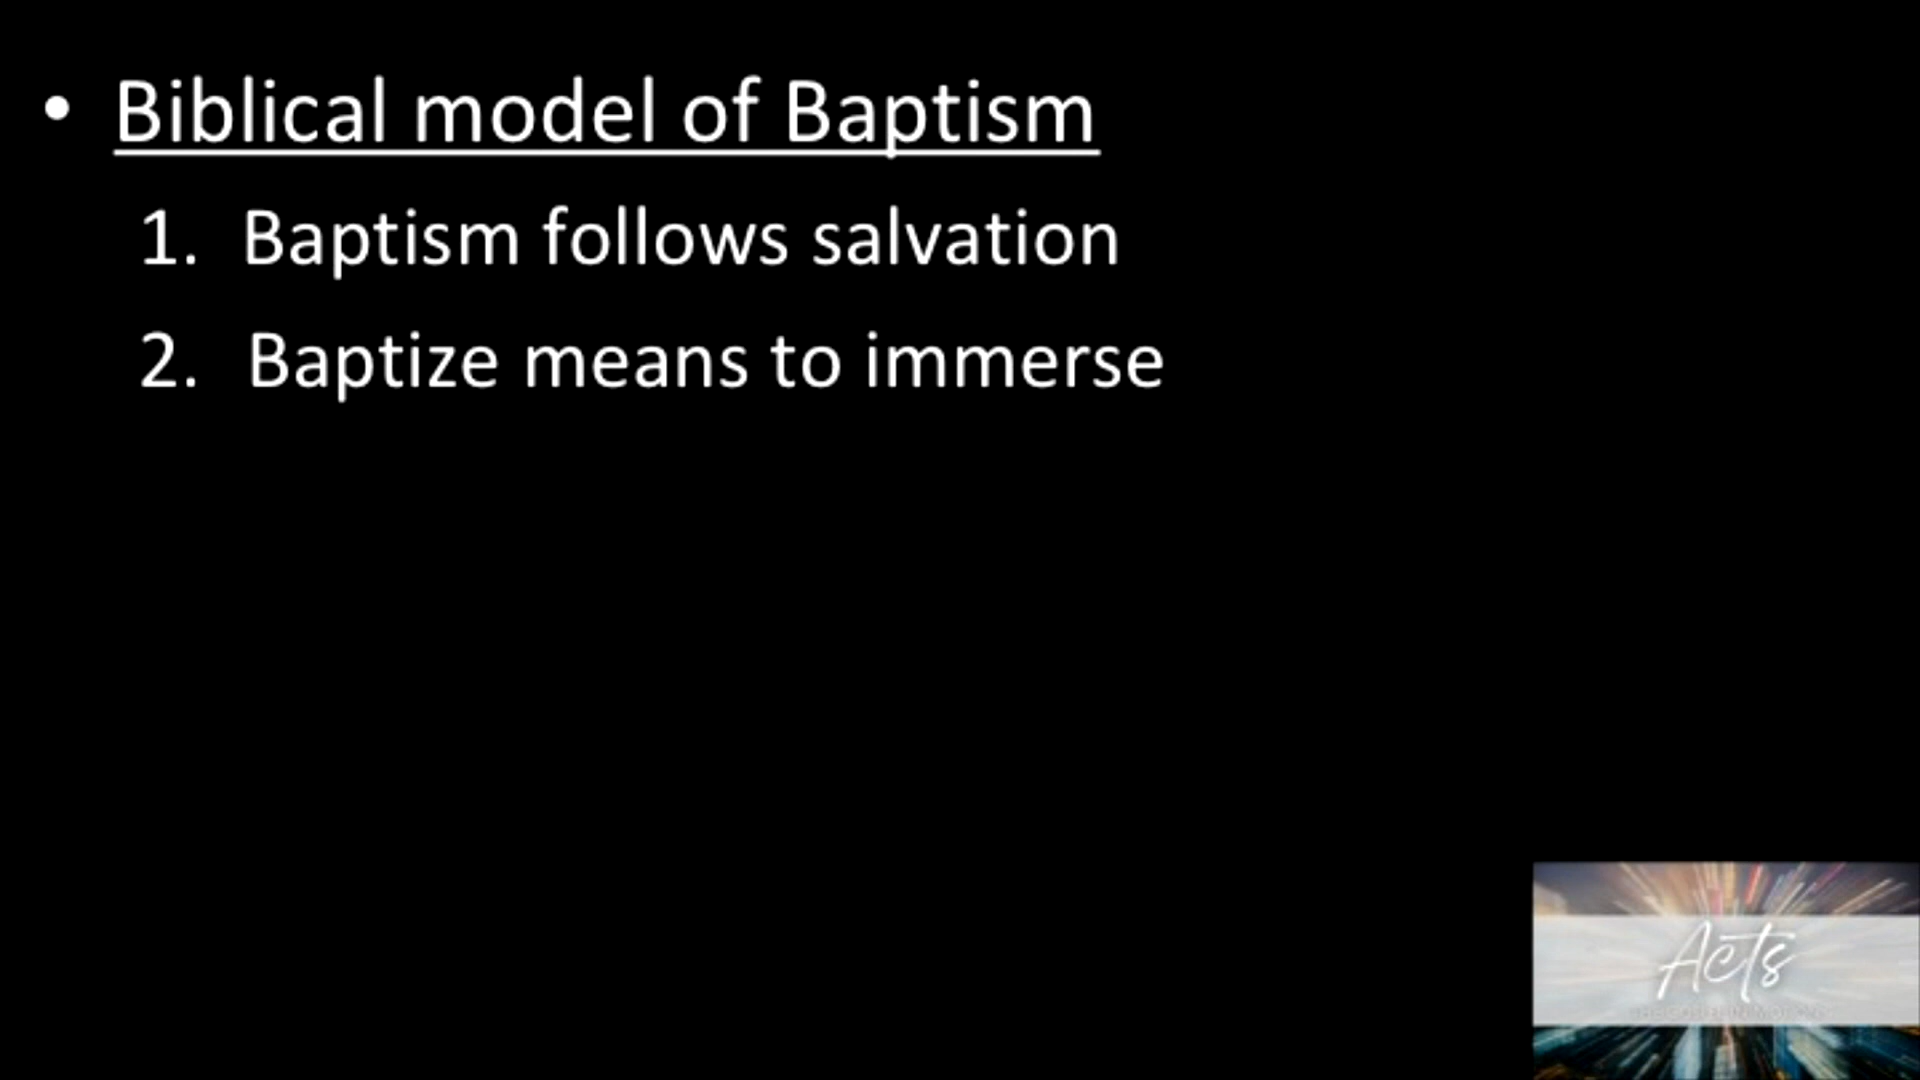 • Biblical model of Baptism
1. Baptism follows salvation
2. Baptize means to immerse
Acts